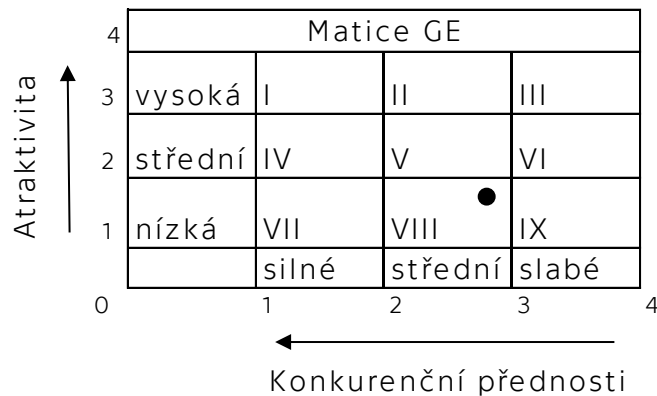 4 Matice GE
Atraktivita
3 vysoká I II III
2 střední IV V VI
1 nízká VII VIII IX
silné střední slabé
0 1 2 3 4
Konkurenční přednosti